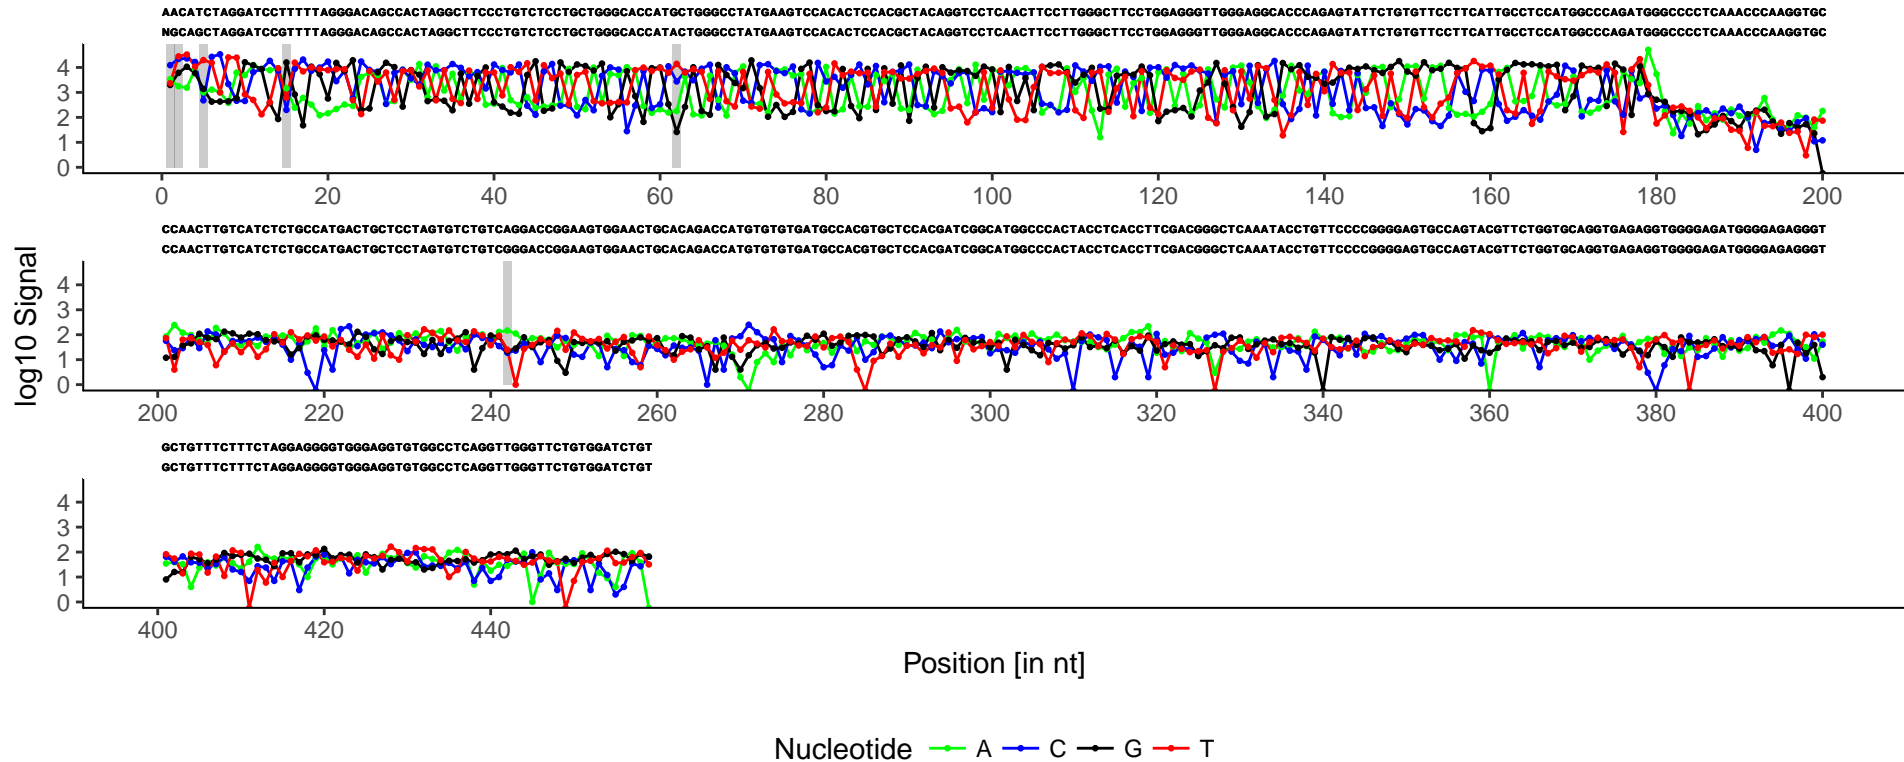 AACATCTAGGATCCTTTTTAGGGACAGCCACTAGGCTTCCCTGTCTCCTGCTGGGCACCATGCTGGGCCTATGAAGTCCACACTCCACGCTACAGGTCCTCAACTTCCTTGGGCTTCCTGGAGGGTTGGGAGGCACCCAGAGTATTCTGTGTTCCTTCATTGCCTCCATGGCCCAGATGGGCCCCTCAAACCCAAGGTGC
NGCAGCTAGGATCCGTTTTAGGGACAGCCACTAGGCTTCCCTGTCTCCTGCTGGGCACCATACTGGGCCTATGAAGTCCACACTCCACGCTACAGGTCCTCAACTTCCTTGGGCTTCCTGGAGGGTTGGGAGGCACCCAGAGTATTCTGTGTTCCTTCATTGCCTCCATGGCCCAGATGGGCCCCTCAAACCCAAGGTGC
4
3
2
1
0
0 20 40 60 80 100 120 140 160 180 200
CCAACTTGTCATCTCTGCCATGACTGCTCCTAGTGTCTGTCAGGACCGGAAGTGGAACTGCACAGACCATGTGTGTGATGCCACGTGCTCCACGATCGGCATGGCCCACTACCTCACCTTCGACGGGCTCAAATACCTGTTCCCCGGGGAGTGCCAGTACGTTCTGGTGCAGGTGAGAGGTGGGGAGATGGGGAGAGGGT
CCAACTTGTCATCTCTGCCATGACTGCTCCTAGTGTCTGTCGGGACCGGAAGTGGAACTGCACAGACCATGTGTGTGATGCCACGTGCTCCACGATCGGCATGGCCCACTACCTCACCTTCGACGGGCTCAAATACCTGTTCCCCGGGGAGTGCCAGTACGTTCTGGTGCAGGTGAGAGGTGGGGAGATGGGGAGAGGGT
4
3
2
1
0
200 220 240 260 280 300 320 340 360 380 400
GCTGTTTCTTTCTAGGAGGGGTGGGAGGTGTGGCCTCAGGTTGGGTTCTGTGGATCTGT
GCTGTTTCTTTCTAGGAGGGGTGGGAGGTGTGGCCTCAGGTTGGGTTCTGTGGATCTGT
4
3
2
1
0
400 420 440
log10 Signal
Position [in nt]
Nucleotide A C G T